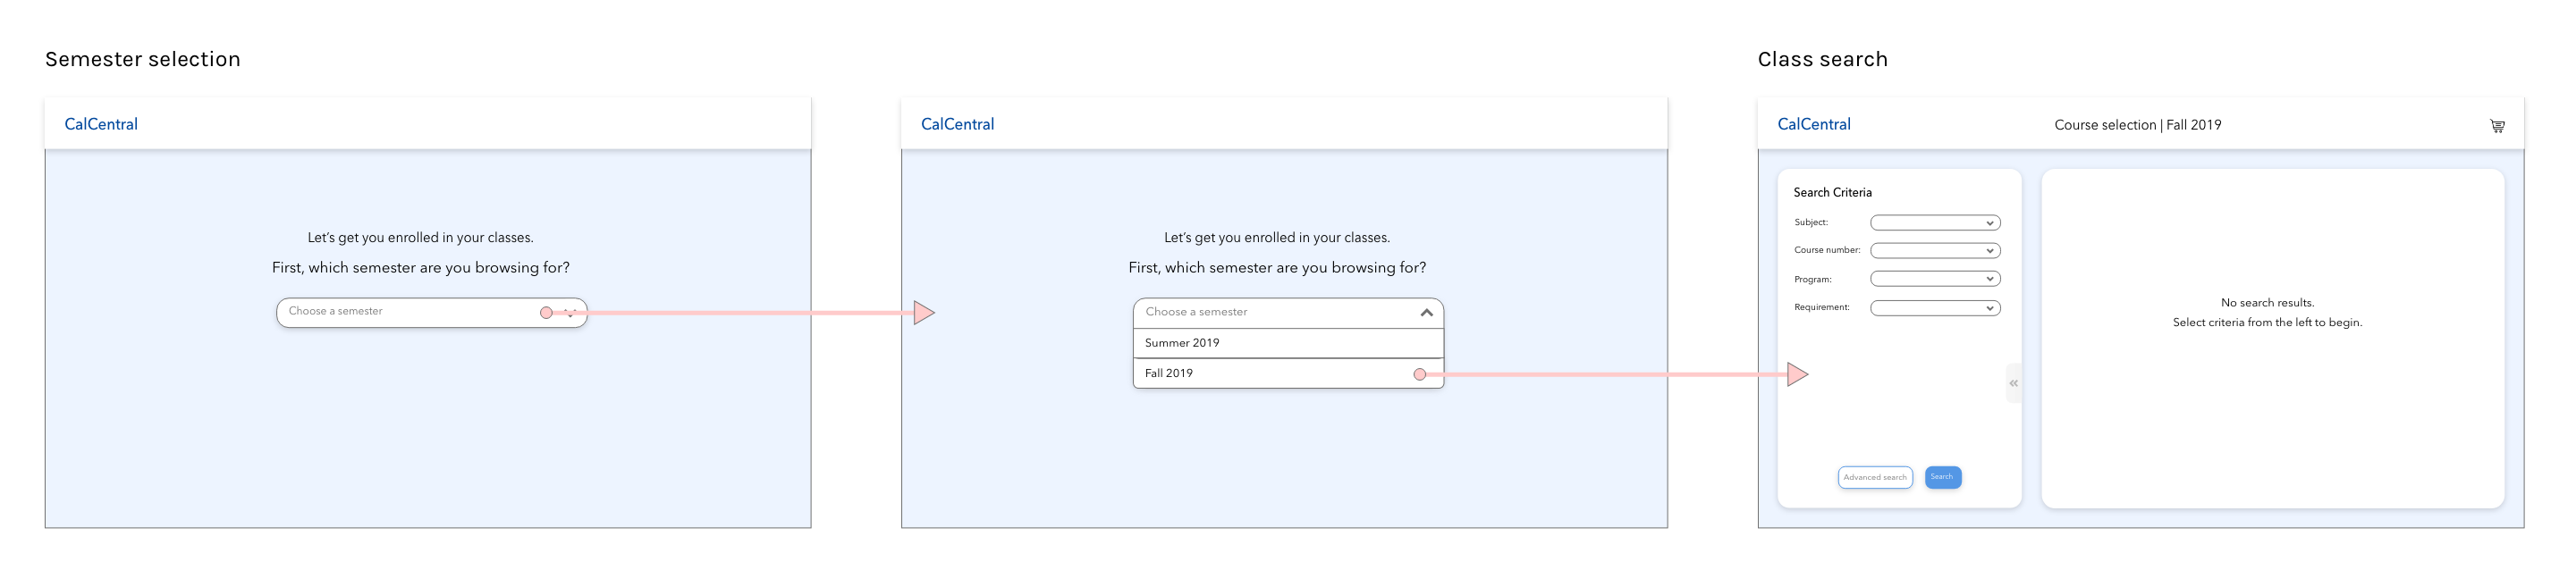 Semester selection
CalCentral
Let's get you enrolled in your classes.
First, which semester are you browsing for?
Choose a semester
CalCentral
Let's get you enrolled in your classes.
First, which semester are you browsing for?
Choose a semester
Summer 2019
Fall 2019
Class search
CalCentral
Course selection | Fall 2019
Search Criteria
Subject:
Course number:
Program:
Requirement:
Advanced search
Search
No search results.
Select criteria from the left to begin.